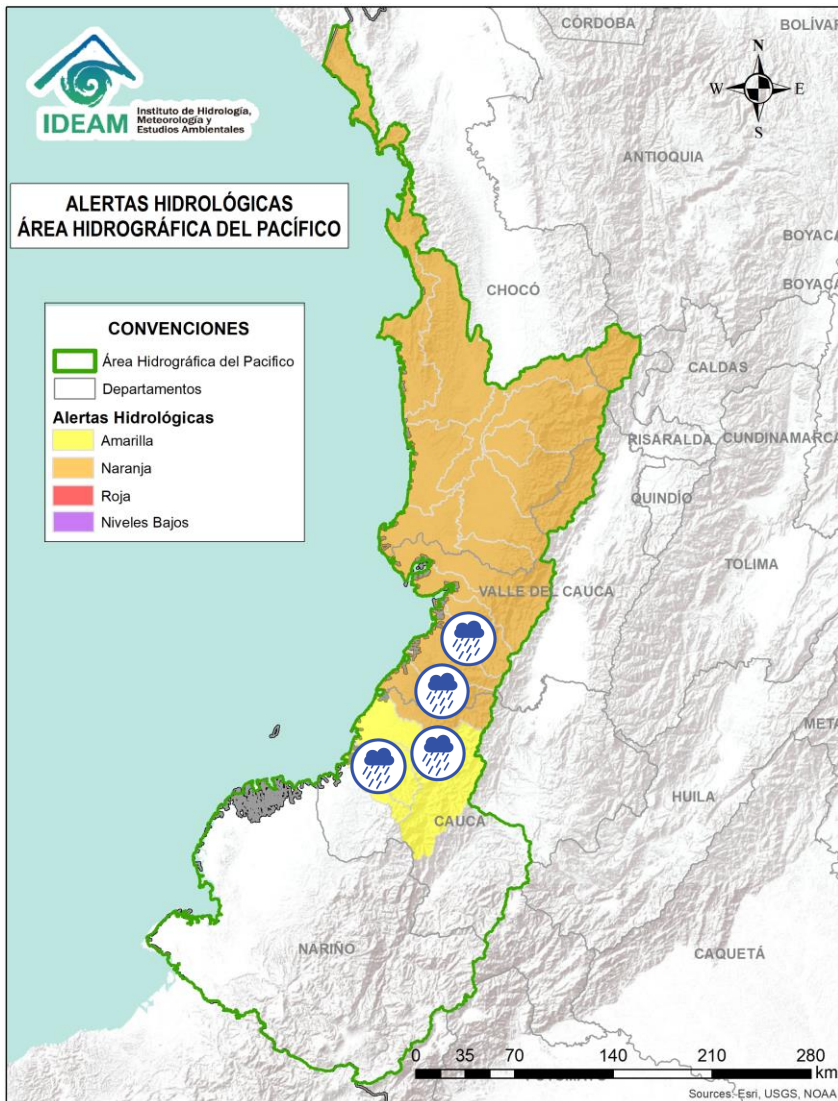 CÓRDOBA
BOLÍVAR
IDEAM
Instituto de Hidrología,
Meteorología y
Estudios Ambientales
N
W
E
S
ANTIOQUIA
ALERTAS HIDROLÓGICAS
ÁREA HIDROGRÁFICA DEL PACÍFICO
BOYACÁ
BOYACÁ
CHOCÓ
CONVENCIONES
Área Hidrográfica del Pacifico
Departamentos
Alertas Hidrológicas
Amarilla
Naranja
Roja
Niveles Bajos
CALDAS
RISARALDA
CUNDINAMARCA
QUINDÍO
TOLIMA
VALLE DEL CAUCA
META
HUILA
CAUCA
NARIÑO
CAQUETÁ
0 35 70 140 210 280
km
Sources: Esri, USGS, NOAA